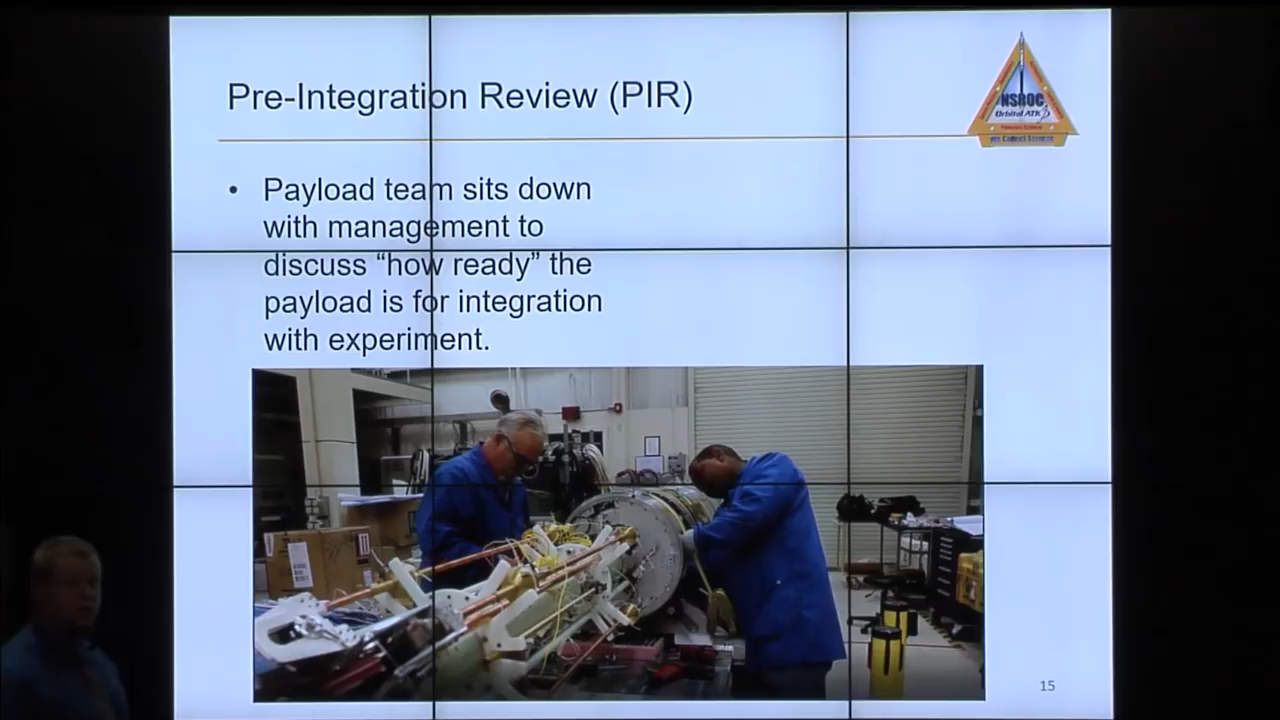 Pre-Integration Review (PIR)
NSROC
Orbital ATK
• Payload team sits down
with management to
discuss “how ready” the
payload is for integration
with experiment.
15